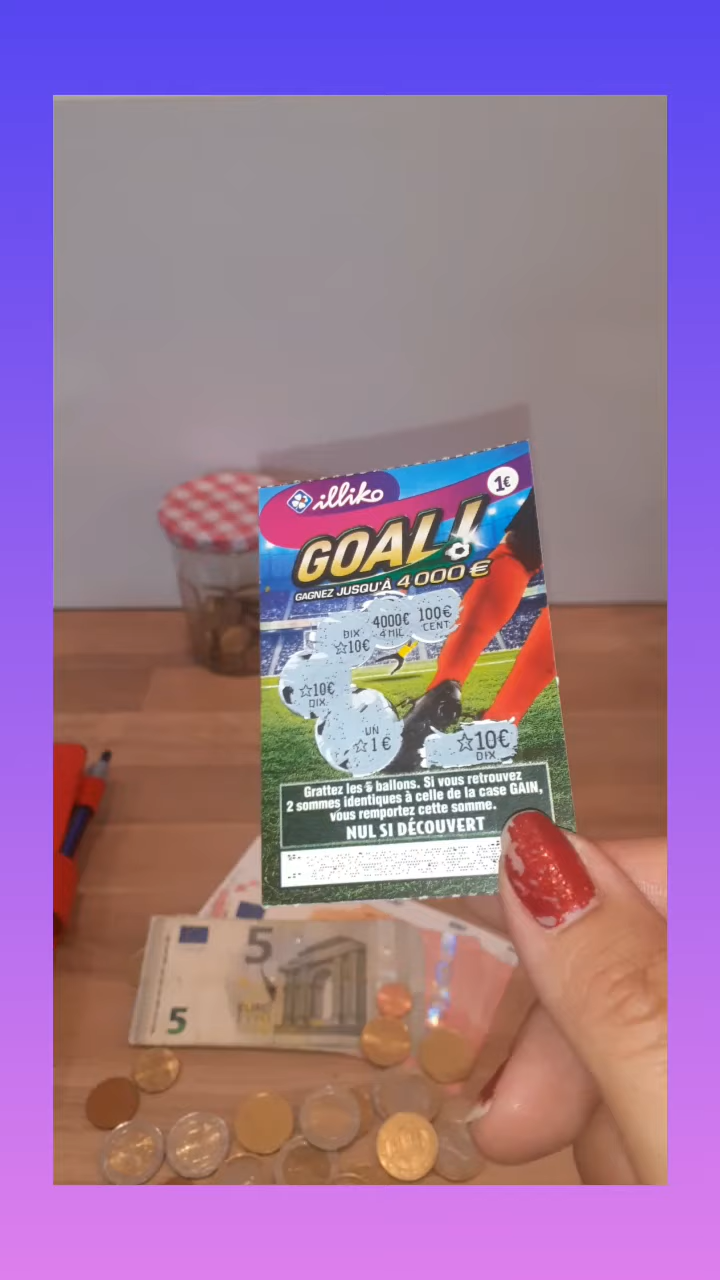 illiko
1€
GOAL!
GAGNEZ JUSQU'À 4 000 €
DIX
☆10€
4000€
4 MIL
100€
CENT
☆10€
DIX
UN
☆1 €
☆10€
DIX
Grattez les 5 ballons. Si vous retrouvez
2 sommes identiques à celle de la case GAIN,
vous remportez cette somme.
NUL SI DÉCOUVERT
5
5